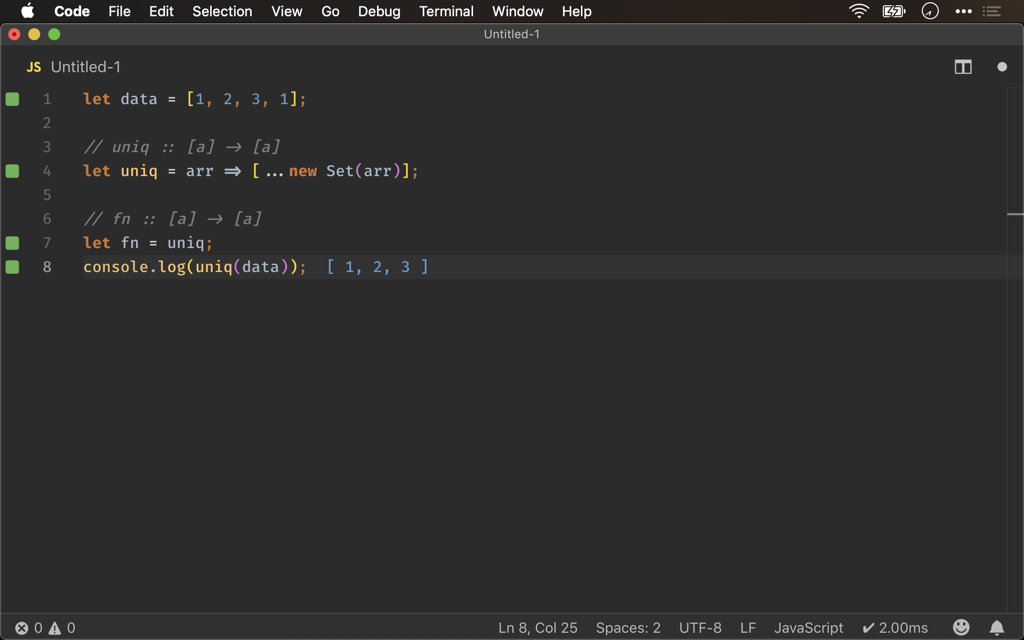 Code File Edit Selection View Go Debug Terminal Window Help
Untitled-1
JS Untitled-1
1 let data = [1, 2, 3, 1];
2
3 // uniq :: [a] → [a]
4 let uniq = arr ⇒ [...new Set(arr)];
5
6 // fn :: [a] → [a]
7 let fn = uniq;
8 console.log(uniq(data)); [ 1, 2, 3 ]
0 0 Ln 8, Col 25 Spaces: 2 UTF-8 LF JavaScript ✔ 2.00ms